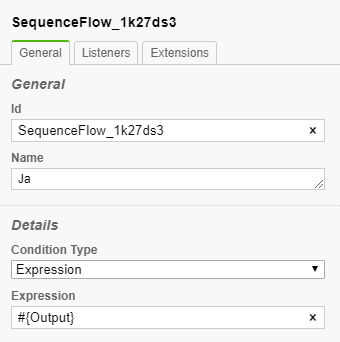 SequenceFlow_1k27ds3
General Listeners Extensions
General
Id
SequenceFlow_1k27ds3 ×
Name
Ja
Details
Condition Type
Expression ▼
Expression
#{Output} ×